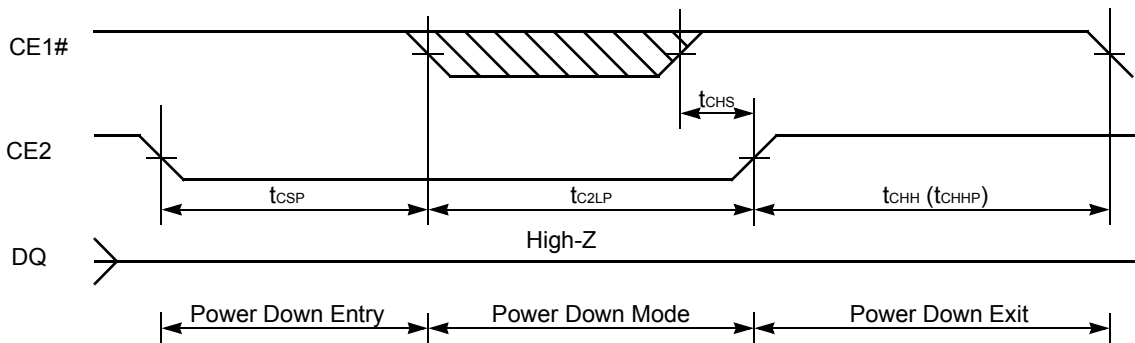 CE1#
tCHS
CE2
tCSP
tC2LP
tCHH (tCHHP)
High-Z
DQ
Power Down Entry
Power Down Mode
Power Down Exit